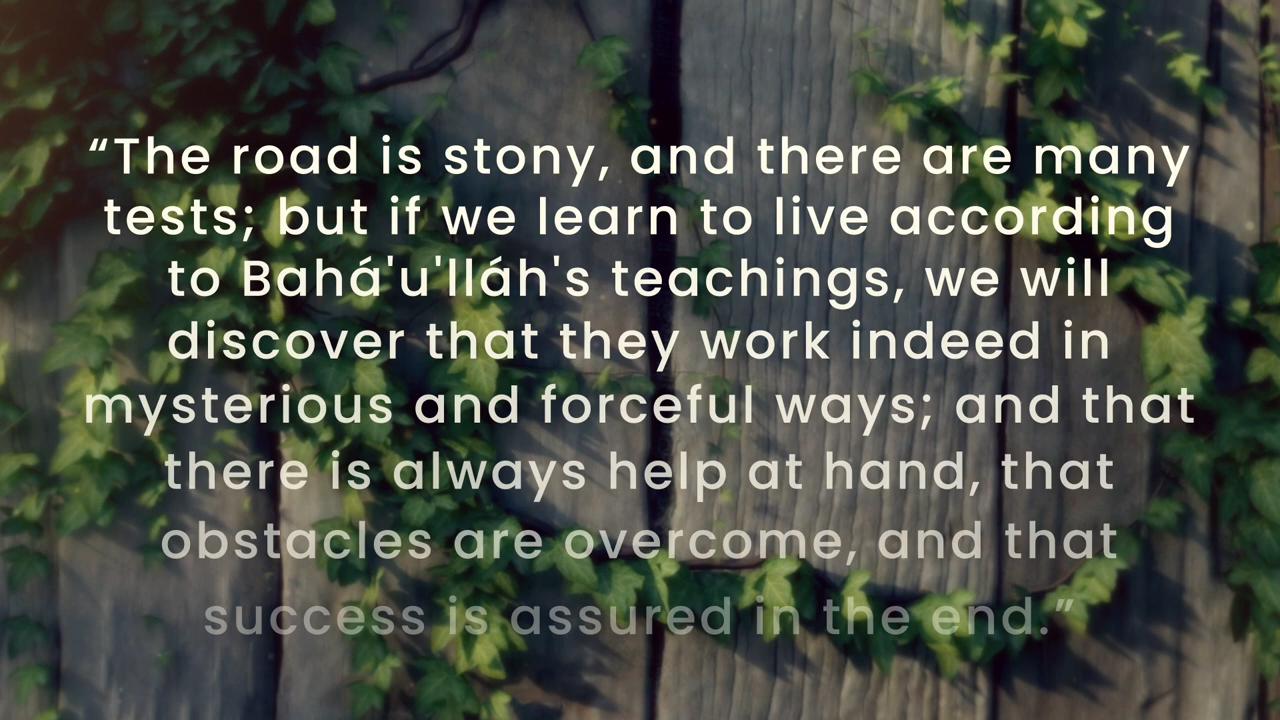 “The road is stony, and there are many
tests; but if we learn to live according
to Bahá'u'lláh's teachings, we will
discover that they work indeed in
mysterious and forceful ways; and that
there is always help at hand, that
obstacles are overcome, and that
success is assured in the end.”